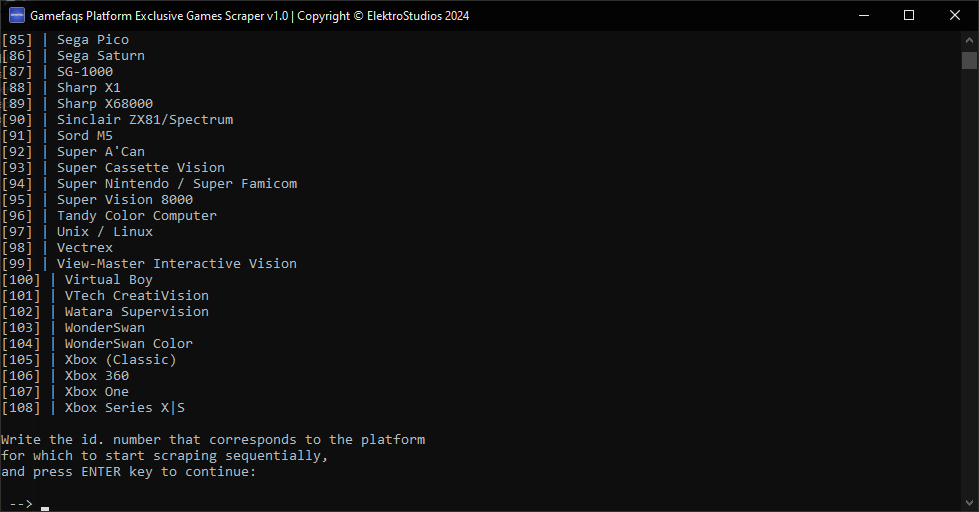 Gamefaqs Platform Exclusive Games Scraper v1.0 | Copyright © ElektroStudios 2024
[85] | Sega Pico
[86] | Sega Saturn
[87] | SG-1000
[88] | Sharp X1
[89] | Sharp X68000
[90] | Sinclair ZX81/Spectrum
[91] | Sord M5
[92] | Super A'Can
[93] | Super Cassette Vision
[94] | Super Nintendo / Super Famicom
[95] | Super Vision 8000
[96] | Tandy Color Computer
[97] | Unix / Linux
[98] | Vectrex
[99] | View-Master Interactive Vision
[100] | Virtual Boy
[101] | VTech CreatiVision
[102] | Watara Supervision
[103] | WonderSwan
[104] | WonderSwan Color
[105] | Xbox (Classic)
[106] | Xbox 360
[107] | Xbox One
[108] | Xbox Series X|S
Write the id. number that corresponds to the platform
for which to start scraping sequentially,
and press ENTER key to continue:
--> _